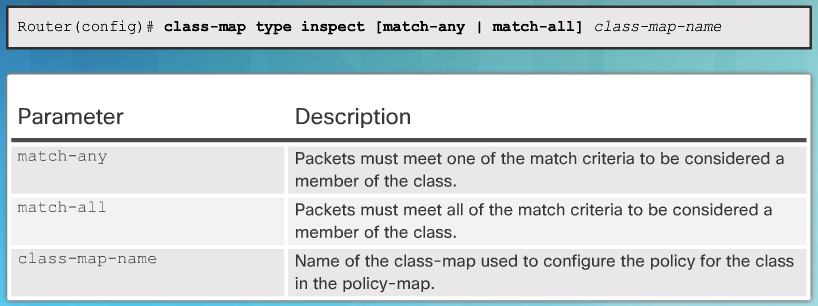 Router(config)# class-map type inspect [match-any | match-all] class-map-name
Parameter Description
match-any
Packets must meet one of the match criteria to be considered a
member of the class.
match-all
Packets must meet all of the match criteria to be considered a
member of the class.
class-map-name
Name of the class-map used to configure the policy for the class
in the policy-map.